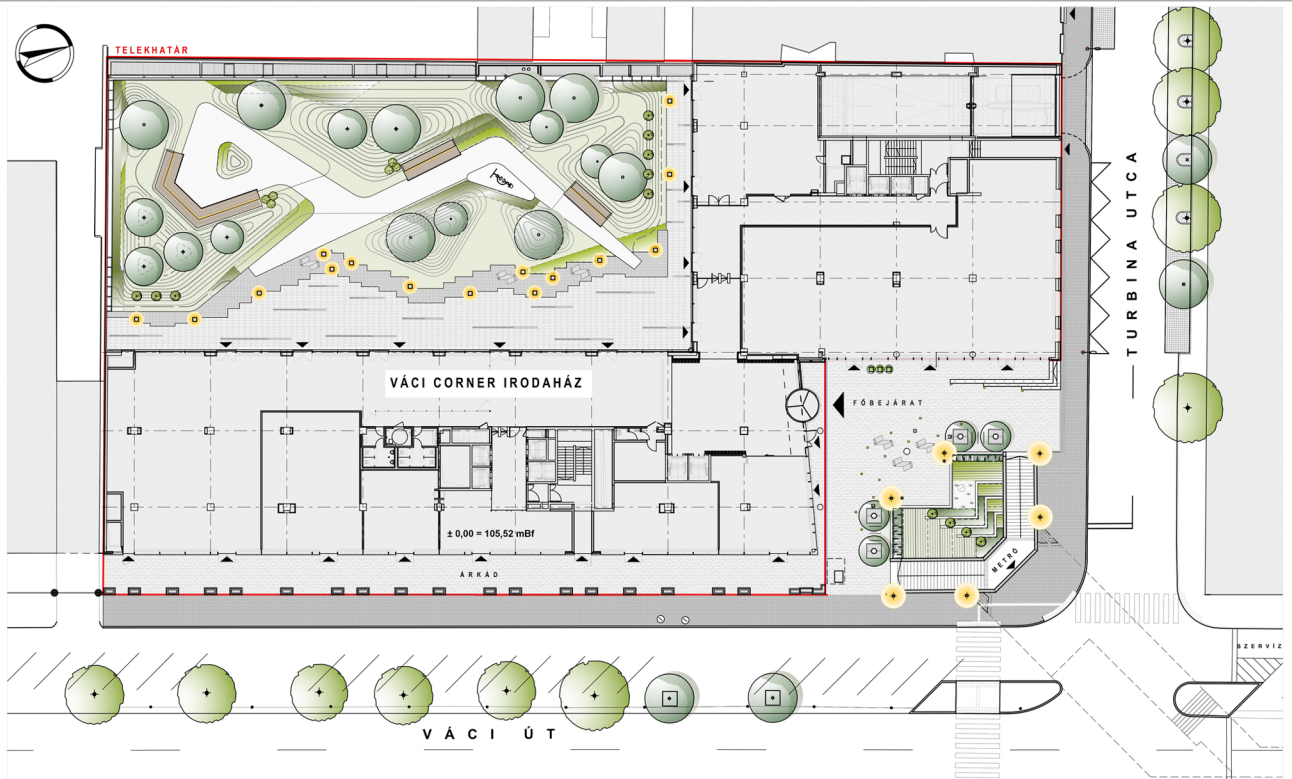 TELEKHATÁR
TURBINA UTCA
VÁCI CORNER IRODAHÁZ
FŐBEJÁRAT
± 0,00 = 105,52 mBf
METRÓ
ÁRKÁD
SZERVÍZ
VÁCI ÚT